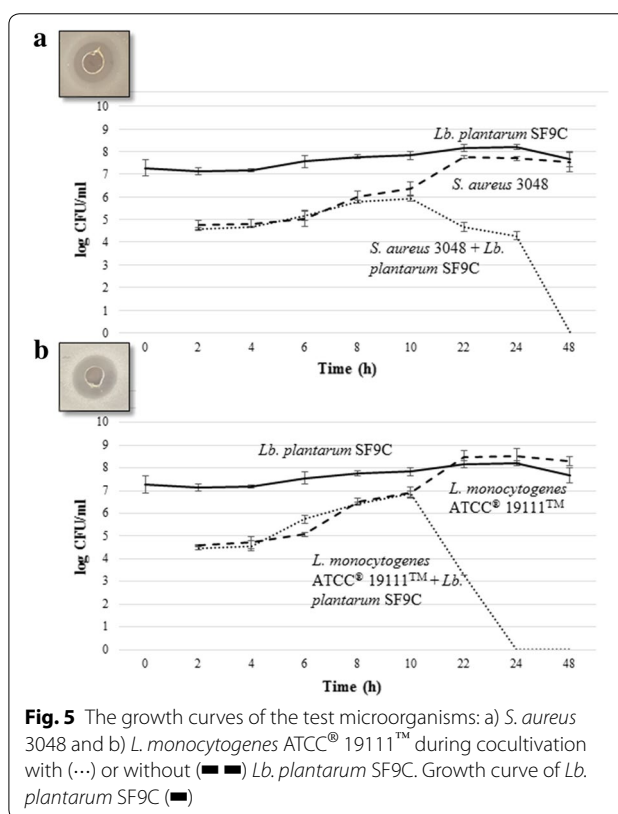 a
10
9
8
7
6
5
4
3
2
1
0
log CFU/ml
Lb. plantarum SF9C
S. aureus 3048
S. aureus 3048 + Lb.
plantarum SF9C
0 2 4 6 8 10 22 24 48
Time (h)
b
10
9
8
7
6
5
4
3
2
1
0
log CFU/ml
Lb. plantarum SF9C
L. monocytogenes
ATCC® 19111™
L. monocytogenes
ATCC® 19111™ + Lb.
plantarum SF9C
0 2 4 6 8 10 22 24 48
Time (h)
Fig. 5 The growth curves of the test microorganisms: a) S. aureus
3048 and b) L. monocytogenes ATCC® 19111™ during cocultivation
with (···) or without (▬ ▬) Lb. plantarum SF9C. Growth curve of Lb.
plantarum SF9C (▬)